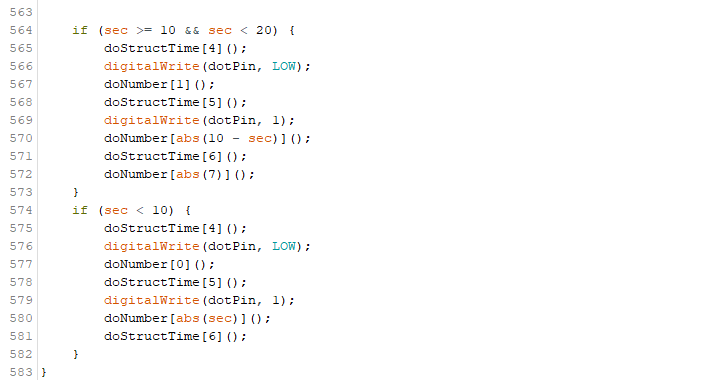 563
564     if (sec >= 10 && sec < 20) {
565         doStructTime[4]();
566         digitalWrite(dotPin, LOW);
567         doNumber[1]();
568         doStructTime[5]();
569         digitalWrite(dotPin, 1);
570         doNumber[abs(10 - sec)]();
571         doStructTime[6]();
572         doNumber[abs(7)]();
573     }
574     if (sec < 10) {
575         doStructTime[4]();
576         digitalWrite(dotPin, LOW);
577         doNumber[0]();
578         doStructTime[5]();
579         digitalWrite(dotPin, 1);
580         doNumber[abs(sec)]();
581         doStructTime[6]();
582     }
583 }